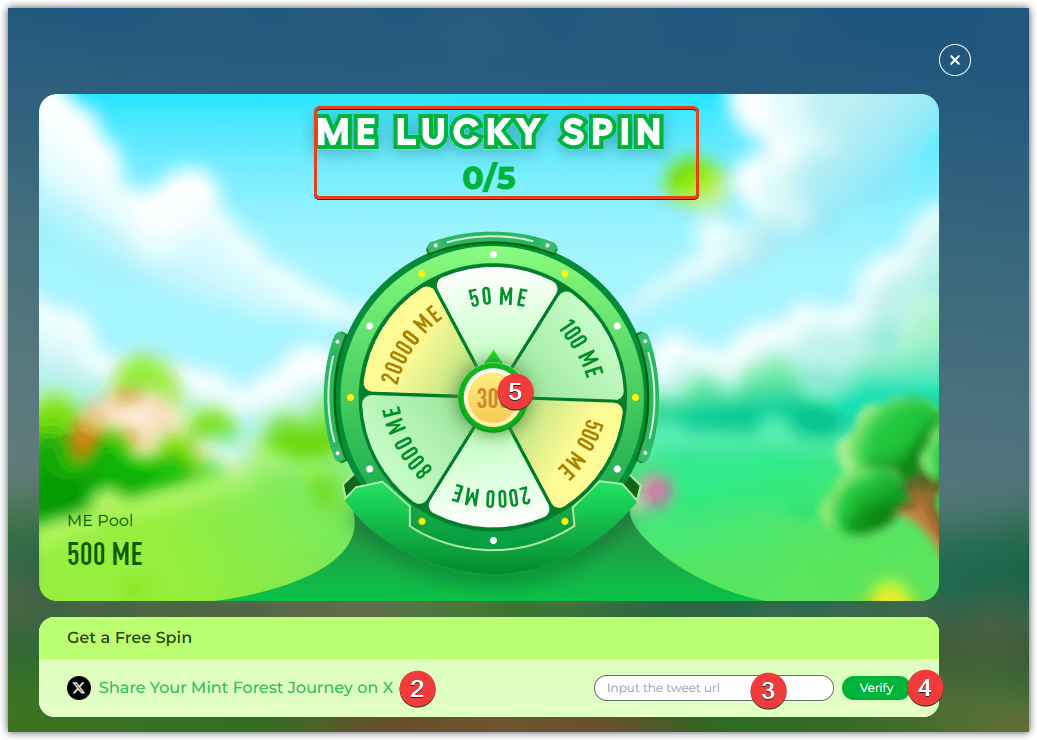 ME LUCKY SPIN
0/5
50 ME
100 ME
500 ME
2000 ME
8000 ME
20000 ME
5
ME Pool
500 ME
Get a Free Spin
Share Your Mint Forest Journey on X 2
Input the tweet url 3
Verify 4